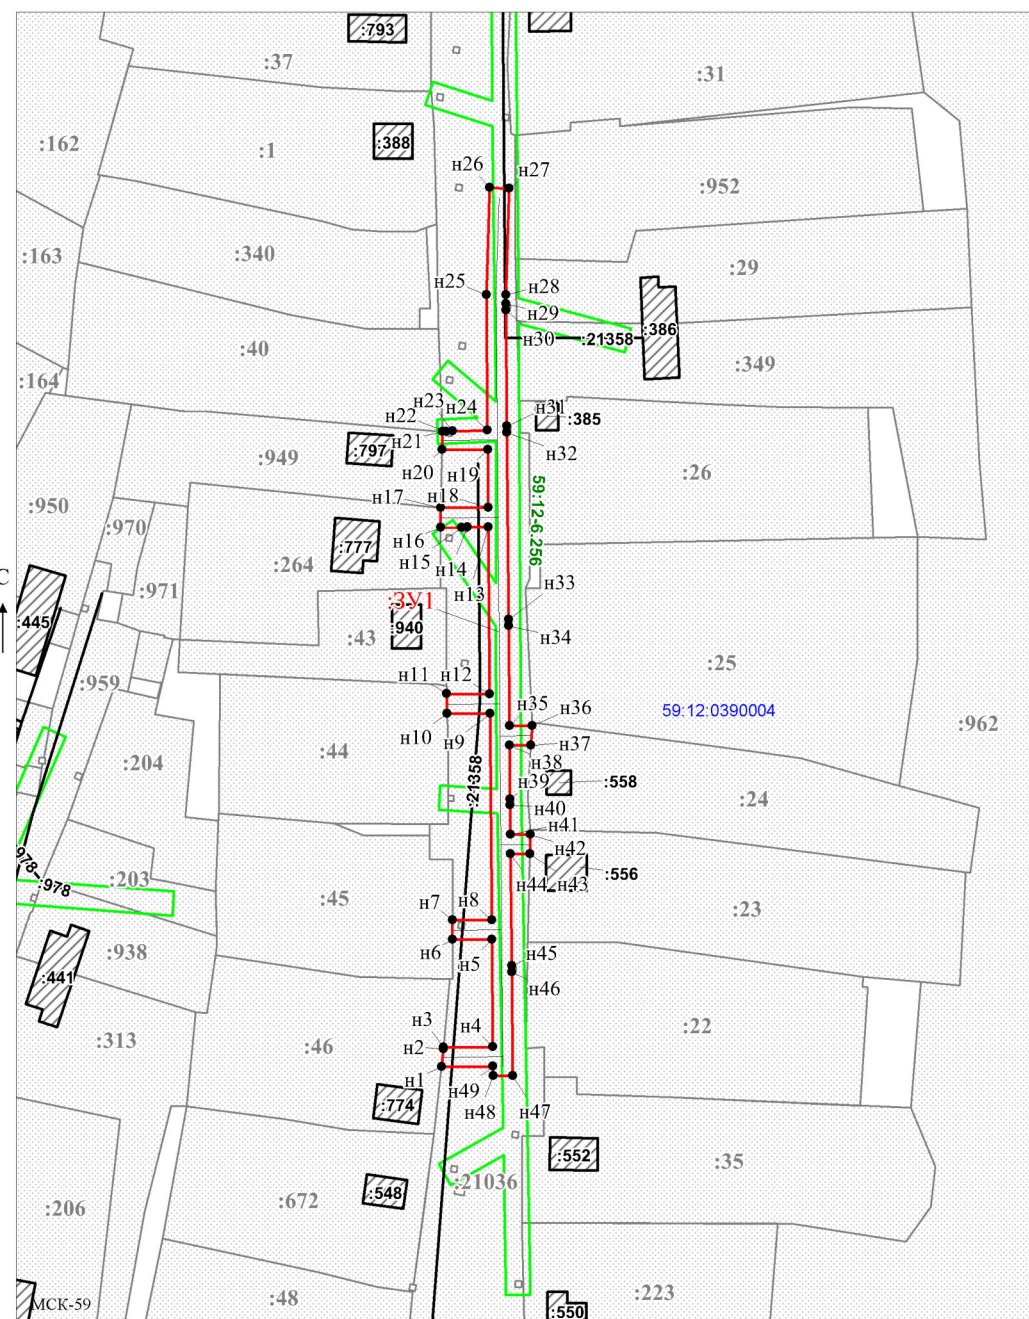 :793
:37
:31
:388
:162
:1
н26
н27
:952
:163
:340
:29
н25
н28
н29
:386
н30
:21358
:40
:349
:164
н23
н22
н24
н31
:385
н21
:797
н32
:949
н20
н19
:26
н17
н18
:950
:970
59:12-6.256
н16
:777
н15
:264
н14
С
:971
н13
:ЗУ1
н33
:445
:940
:43
н34
:25
н11
н12
:959
н35
н36
59:12:0390004
:962
н10
н9
н37
:44
:204
н38
:21358
н39
:558
:24
н40
н41
н42
978
:978
:203
н44
н43
:556
:45
н7
н8
:23
н6
н5
:938
н45
:441
н46
н3
н4
:22
:313
:46
н2
н1
н49
н48
н47
:774
:552
:35
:21036
:548
:672
:206
:223
:48
МСК-59
:550